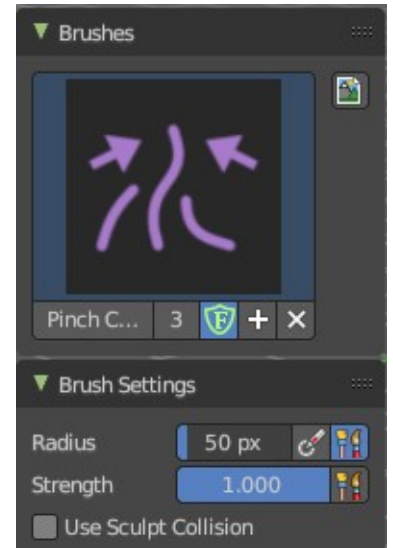 Brushes
Pinch C... 3 F
Brush Settings
Radius 50 px
Strength 1.000
Use Sculpt Collision